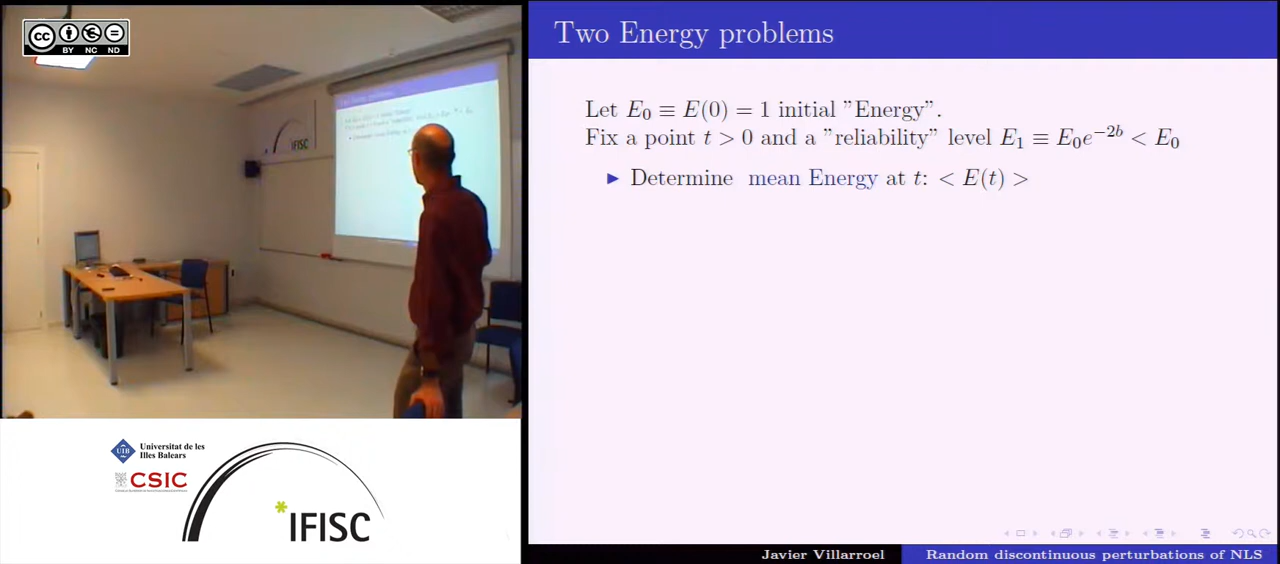 cc
BY NC ND
IFISC
Universitat de les
Illes Balears
UIB
CSIC
IFISC
Two Energy problems
Let E₀ ≡ E(0) = 1 initial ”Energy”.
Fix a point t > 0 and a ”reliability” level E₁ ≡ E₀e⁻²ᵇ < E₀
▶ Determine mean Energy at t: < E(t) >
Javier Villarroel
Random discontinuous perturbations of NLS